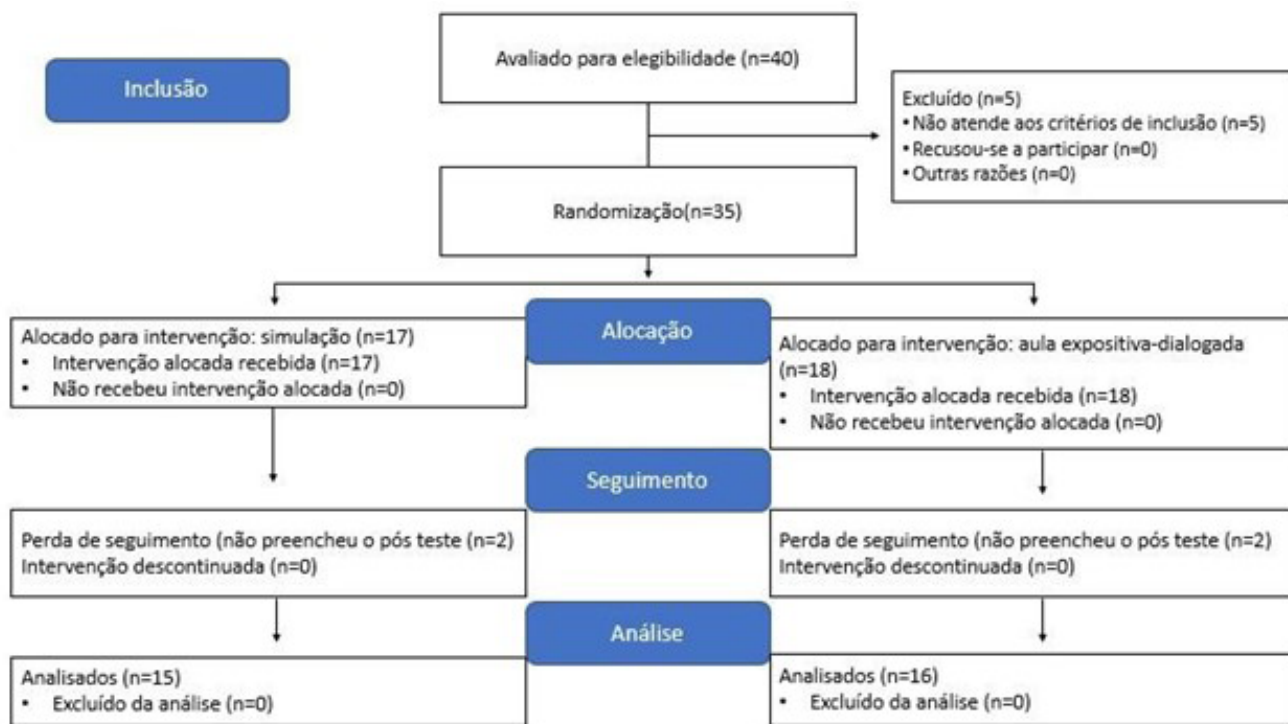 Inclusão
Avaliado para elegibilidade (n=40)
Excluído (n=5)
•Não atende aos critérios de inclusão (n=5)
•Recusou-se a participar (n=0)
•Outras razões (n=0)
Randomização(n=35)
Alocação
Alocado para intervenção: simulação (n=17)
• Intervenção alocada recebida (n=17)
• Não recebeu intervenção alocada (n=0)
Alocado para intervenção: aula expositiva-dialogada
(n=18)
• Intervenção alocada recebida (n=18)
• Não recebeu intervenção alocada (n=0)
Seguimento
Perda de seguimento (não preencheu o pós teste (n=2)
Intervenção descontinuada (n=0)
Perda de seguimento (não preencheu o pós teste (n=2)
Intervenção descontinuada (n=0)
Análise
Analisados (n=15)
• Excluído da análise (n=0)
Analisados (n=16)
• Excluído da análise (n=0)